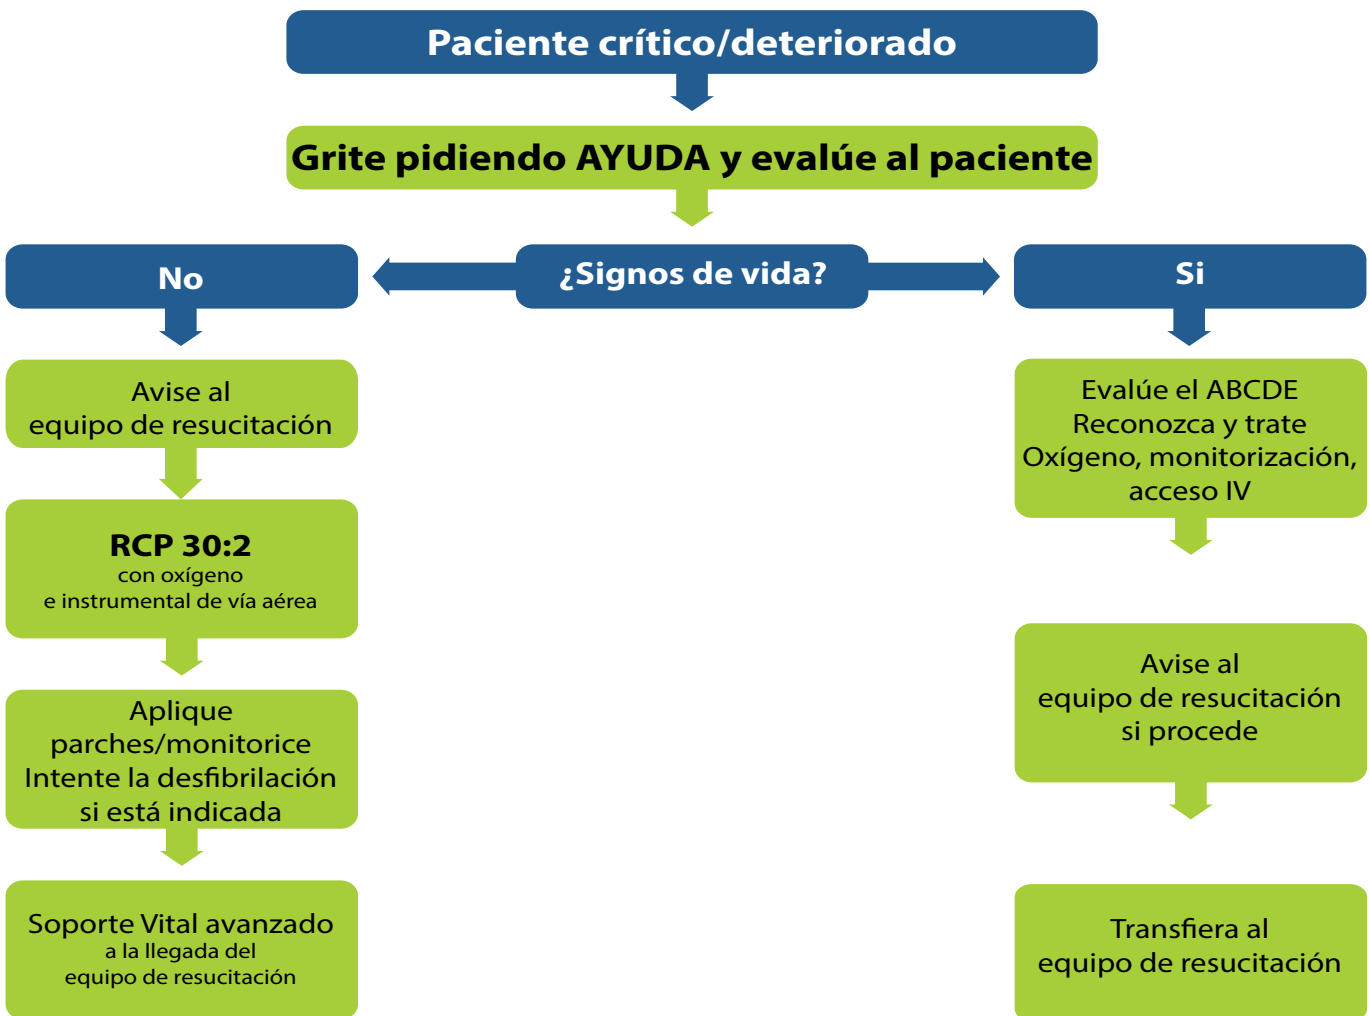 Paciente crítico/deteriorado
Grite pidiendo AYUDA y evalúe al paciente
No
¿Signos de vida?
Si
Avise al
equipo de resucitación
RCP 30:2
con oxígeno
e instrumental de vía aérea
Aplique
parches/monitorice
Intente la desfibrilación
si está indicada
Soporte Vital avanzado
a la llegada del
equipo de resucitación
Evalúe el ABCDE
Reconozca y trate
Oxígeno, monitorización,
acceso IV
Avise al
equipo de resucitación
si procede
Transfiera al
equipo de resucitación